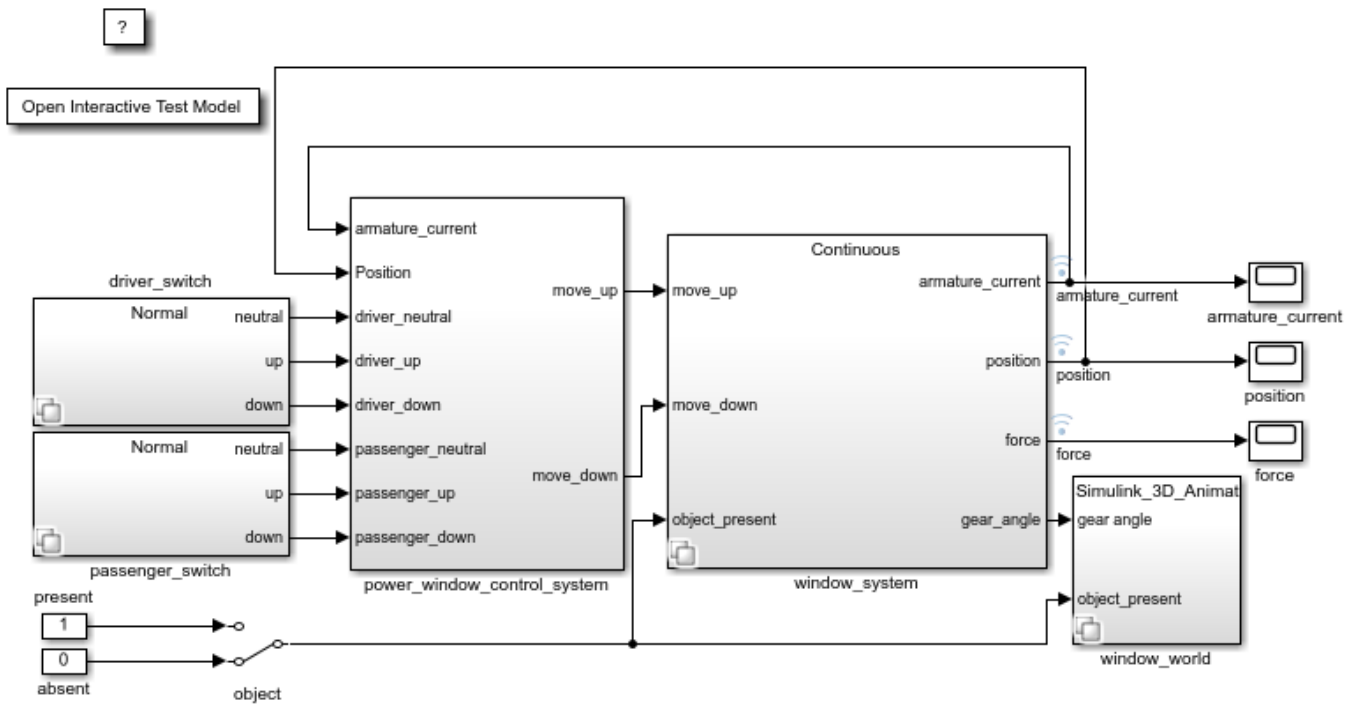 ?
Open Interactive Test Model
driver_switch
Normal
neutral
up
down
Normal
neutral
up
down
passenger_switch
present
1
0
absent
object
armature_current
Position
driver_neutral
driver_up
driver_down
passenger_neutral
passenger_up
passenger_down
move_up
move_down
power_window_control_system
Continuous
move_up
move_down
object_present
armature_current
position
force
gear_angle
window_system
armature_current
position
force
armature_current
position
force
Simulink_3D_Animat
gear angle
object_present
window_world